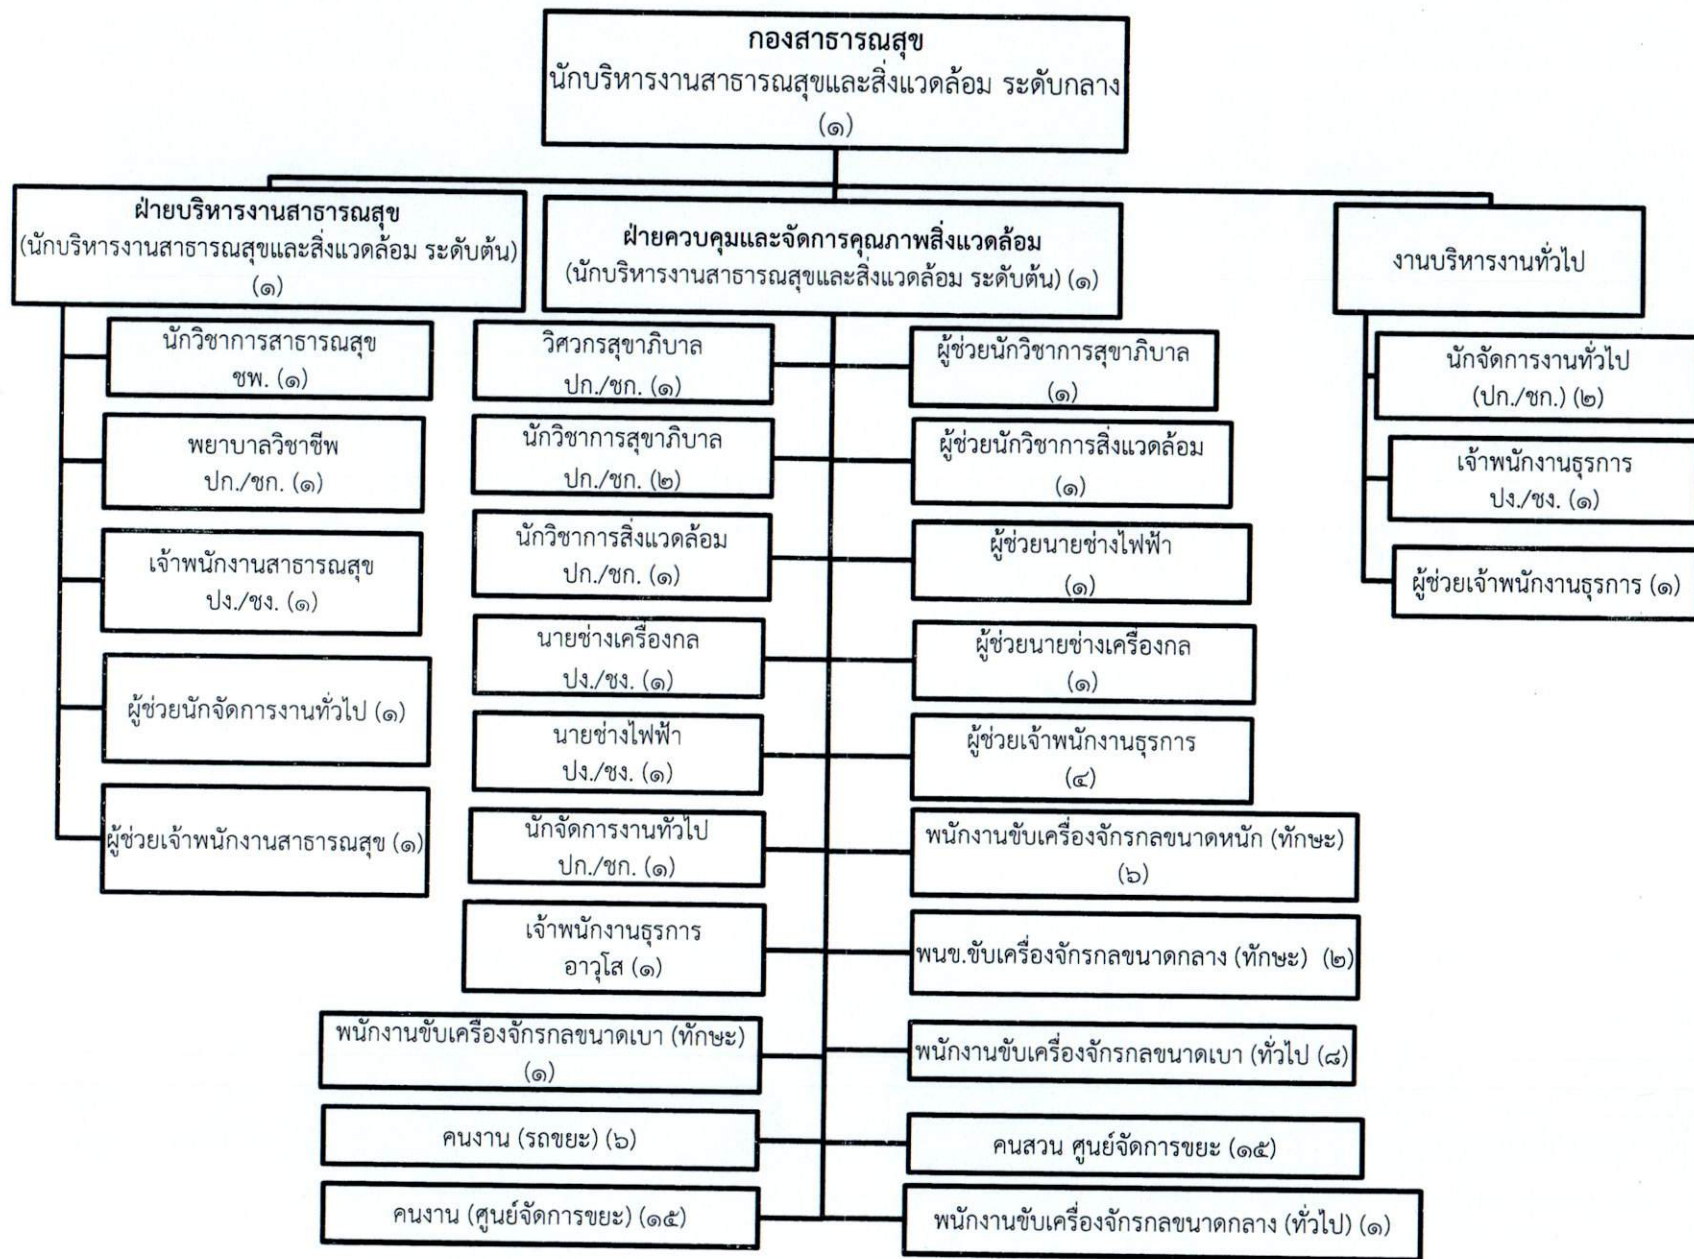 กองสาธารณสุข
นักบริหารงานสาธารณสุขและสิ่งแวดล้อม ระดับกลาง
(๑)
ฝ่ายบริหารงานสาธารณสุข
(นักบริหารงานสาธารณสุขและสิ่งแวดล้อม ระดับต้น)
(๑)
นักวิชาการสาธารณสุข
ชพ. (๑)
พยาบาลวิชาชีพ
ปก./ชก. (๑)
เจ้าพนักงานสาธารณสุข
ปง./ชง. (๑)
ผู้ช่วยนักจัดการงานทั่วไป (๑)
ผู้ช่วยเจ้าพนักงานสาธารณสุข (๑)
ฝ่ายควบคุมและจัดการคุณภาพสิ่งแวดล้อม
(นักบริหารงานสาธารณสุขและสิ่งแวดล้อม ระดับต้น) (๑)
วิศวกรสุขาภิบาล
ปก./ชก. (๑)
นักวิชาการสุขาภิบาล
ปก./ชก. (๒)
นักวิชาการสิ่งแวดล้อม
ปก./ชก. (๑)
นายช่างเครื่องกล
ปง./ชง. (๑)
นายช่างไฟฟ้า
ปง./ชง. (๑)
นักจัดการงานทั่วไป
ปก./ชก. (๑)
เจ้าพนักงานธุรการ
อาวุโส (๑)
พนักงานขับเครื่องจักรกลขนาดเบา (ทักษะ)
(๑)
คนงาน (รถขยะ) (๖)
คนงาน (ศูนย์จัดการขยะ) (๑๕)
ผู้ช่วยนักวิชาการสุขาภิบาล
(๑)
ผู้ช่วยนักวิชาการสิ่งแวดล้อม
(๑)
ผู้ช่วยนายช่างไฟฟ้า
(๑)
ผู้ช่วยนายช่างเครื่องกล
(๑)
ผู้ช่วยเจ้าพนักงานธุรการ
(๔)
พนักงานขับเครื่องจักรกลขนาดหนัก (ทักษะ)
(๖)
พนข.ขับเครื่องจักรกลขนาดกลาง (ทักษะ) (๒)
พนักงานขับเครื่องจักรกลขนาดเบา (ทั่วไป (๘)
คนสวน ศูนย์จัดการขยะ (๑๕)
พนักงานขับเครื่องจักรกลขนาดกลาง (ทั่วไป) (๑)
งานบริหารงานทั่วไป
นักจัดการงานทั่วไป
(ปก./ชก.) (๒)
เจ้าพนักงานธุรการ
ปง./ชง. (๑)
ผู้ช่วยเจ้าพนักงานธุรการ (๑)